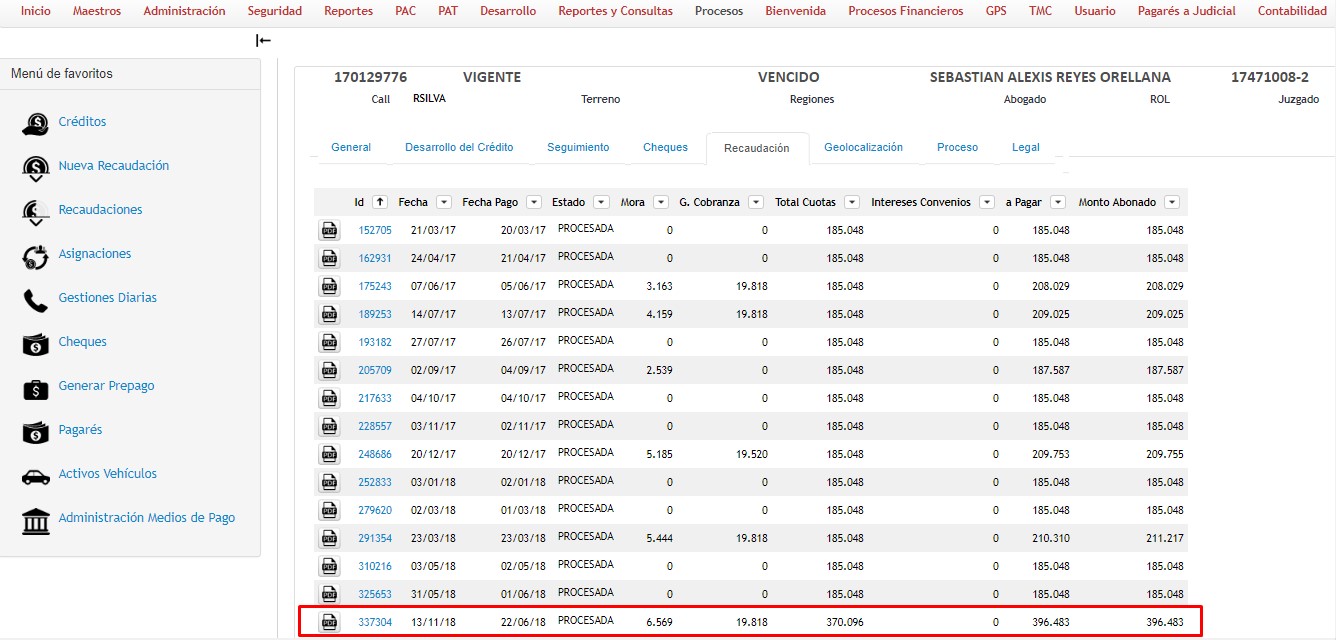 Inicio Maestros Administración Seguridad Reportes PAC PAT Desarrollo Reportes y Consultas Procesos Bienvenida Procesos Financieros GPS TMC Usuario Pagarés a Judicial Contabilidad
Menú de favoritos
Créditos
Nueva Recaudación
Recaudaciones
Asignaciones
Gestiones Diarias
Cheques
Generar Prepago
Pagarés
Activos Vehículos
Administración Medios de Pago
170129776 VIGENTE VENCIDO SEBASTIAN ALEXIS REYES ORELLANA 17471008-2
Call RSILVA Terreno Regiones Abogado ROL Juzgado
General Desarrollo del Crédito Seguimiento Cheques Recaudación Geolocalización Proceso Legal
Id Fecha Fecha Pago Estado Mora G. Cobranza Total Cuotas Intereses Convenios a Pagar Monto Abonado
PDF 152705 21/03/17 20/03/17 PROCESADA 0 0 185.048 0 185.048 185.048
PDF 162931 24/04/17 21/04/17 PROCESADA 0 0 185.048 0 185.048 185.048
PDF 175243 07/06/17 05/06/17 PROCESADA 3.163 19.818 185.048 0 208.029 208.029
PDF 189253 14/07/17 13/07/17 PROCESADA 4.159 19.818 185.048 0 209.025 209.025
PDF 193182 27/07/17 26/07/17 PROCESADA 0 0 185.048 0 185.048 185.048
PDF 205709 02/09/17 04/09/17 PROCESADA 2.539 0 185.048 0 187.587 187.587
PDF 217633 04/10/17 04/10/17 PROCESADA 0 0 185.048 0 185.048 185.048
PDF 228557 03/11/17 02/11/17 PROCESADA 0 0 185.048 0 185.048 185.048
PDF 248686 20/12/17 20/12/17 PROCESADA 5.185 19.520 185.048 0 209.753 209.755
PDF 252833 03/01/18 02/01/18 PROCESADA 0 0 185.048 0 185.048 185.048
PDF 279620 02/03/18 01/03/18 PROCESADA 0 0 185.048 0 185.048 185.048
PDF 291354 23/03/18 23/03/18 PROCESADA 5.444 19.818 185.048 0 210.310 211.217
PDF 310216 03/05/18 02/05/18 PROCESADA 0 0 185.048 0 185.048 185.048
PDF 325653 31/05/18 01/06/18 PROCESADA 0 0 185.048 0 185.048 185.048
PDF 337304 13/11/18 22/06/18 PROCESADA 6.569 19.818 370.096 0 396.483 396.483